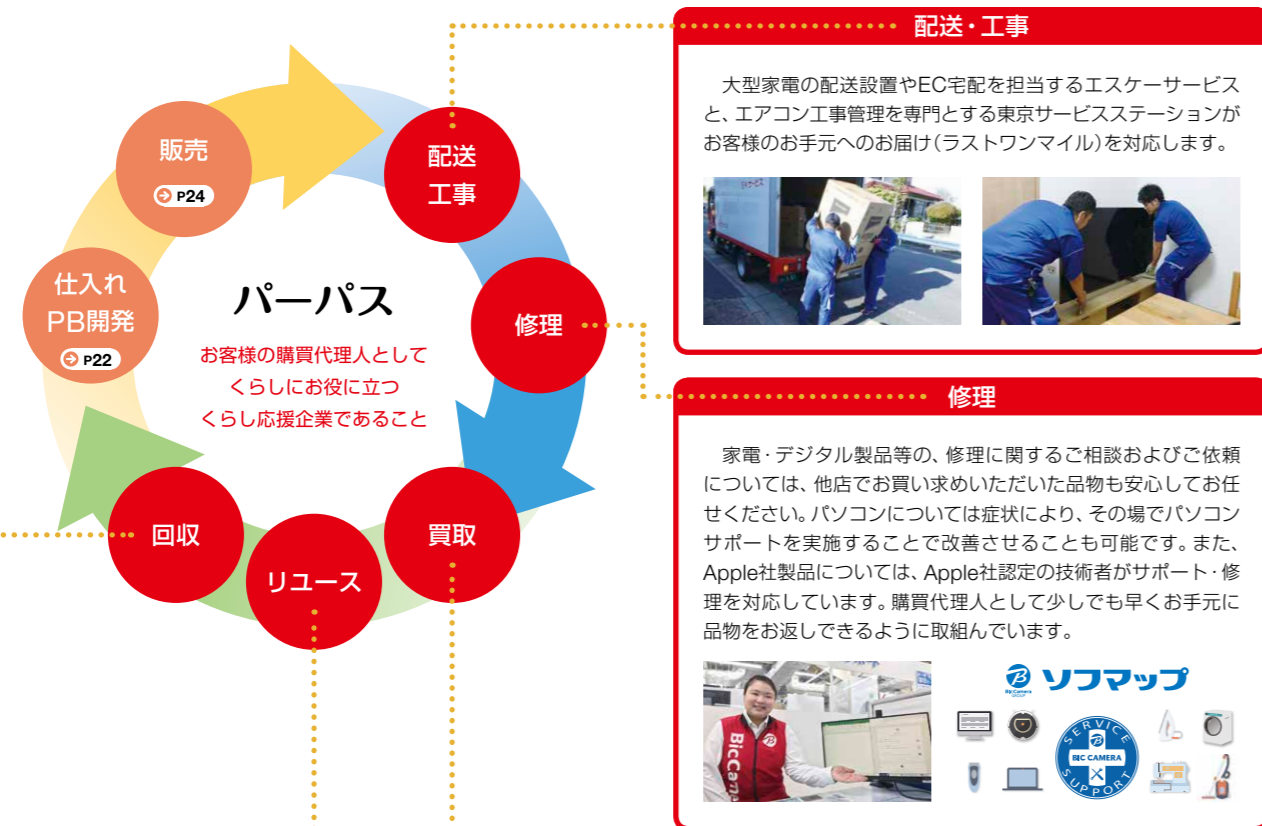 販売
P24
仕入れ
PB開発
P22
配送
工事
修理
買取
リユース
回収
パーパス
お客様の購買代理人として
くらしにお役に立つ
くらし応援企業であること
配送・工事
大型家電の配送設置やEC宅配を担当するエスケーサービス
と、エアコン工事管理を専門とする東京サービスステーションが
お客様のお手元へのお届け(ラストワンマイル)を対応します。
修理
家電・デジタル製品等の、修理に関するご相談およびご依頼
については、他店でお買い求めいただいた品物も安心してお任
せください。パソコンについては症状により、その場でパソコン
サポートを実施することで改善させることも可能です。また、
Apple社製品については、Apple社認定の技術者がサポート・修
理を対応しています。購買代理人として少しでも早くお手元に
品物をお返しできるように取組んでいます。
B
BicCamera
GROUP
ソフマップ
SERVICE
B
BIC CAMERA
SUPPORT
B
BicCame